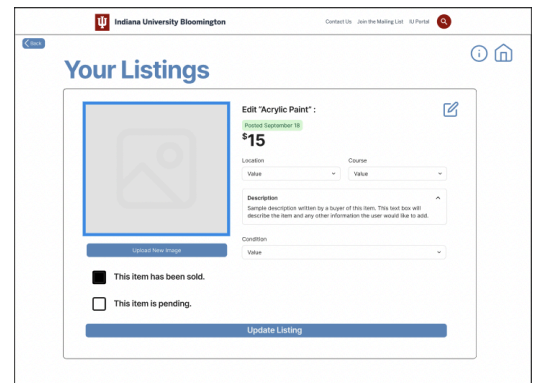 Indiana University Bloomington
Contact Us Join the Mailing List IU Portal
Back
Your Listings
Edit "Acrylic Paint" :
Posted September 18
$15
Location
Course
Value
Value
Description
Sample description written by a buyer of this item. This text box will
describe the item and any other information the user would like to add.
Upload New Image
Condition
Value
This item has been sold.
This item is pending.
Update Listing